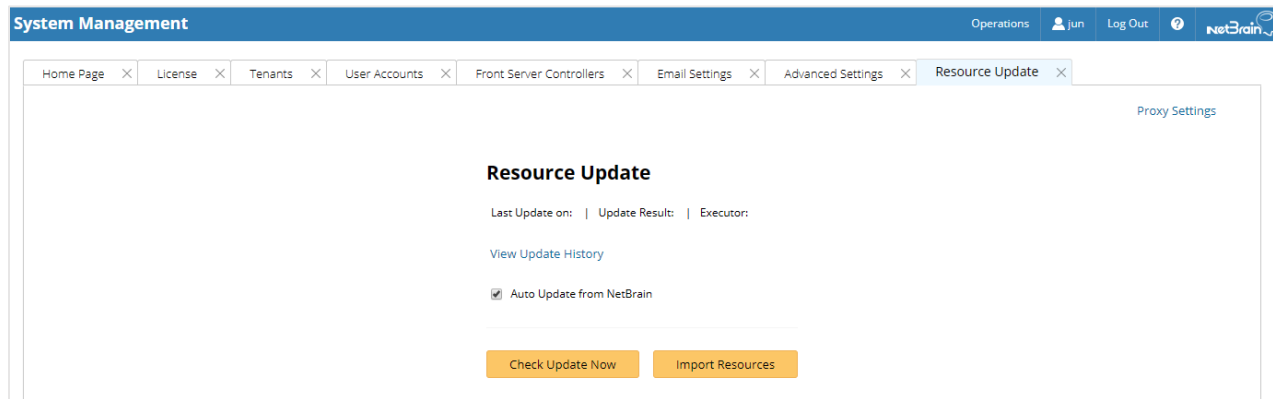 System Management Operations jun Log Out ? NetBrain
Home Page License Tenants User Accounts Front Server Controllers Email Settings Advanced Settings Resource Update
Proxy Settings
Resource Update
Last Update on: | Update Result: | Executor:
View Update History
Auto Update from NetBrain
Check Update Now Import Resources